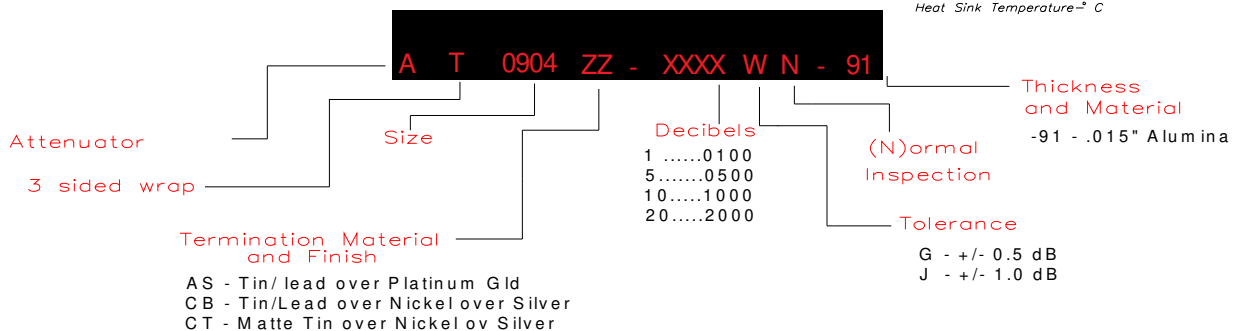 Heat Sink Temperature-° C
A T 0904 ZZ - XXXX W N - 91
Thickness
and Material
-91 - .015" Alumina
Attenuator
Size
Decibels
1 ......0100
5.......0500
10.....1000
20.....2000
(N)ormal
Inspection
3 sided wrap
Tolerance
G - +/- 0.5 dB
J - +/- 1.0 dB
Termination Material
and Finish
AS - Tin/lead over Platinum Gld
CB - Tin/Lead over Nickel over Silver
CT - Matte Tin over Nickel ov Silver